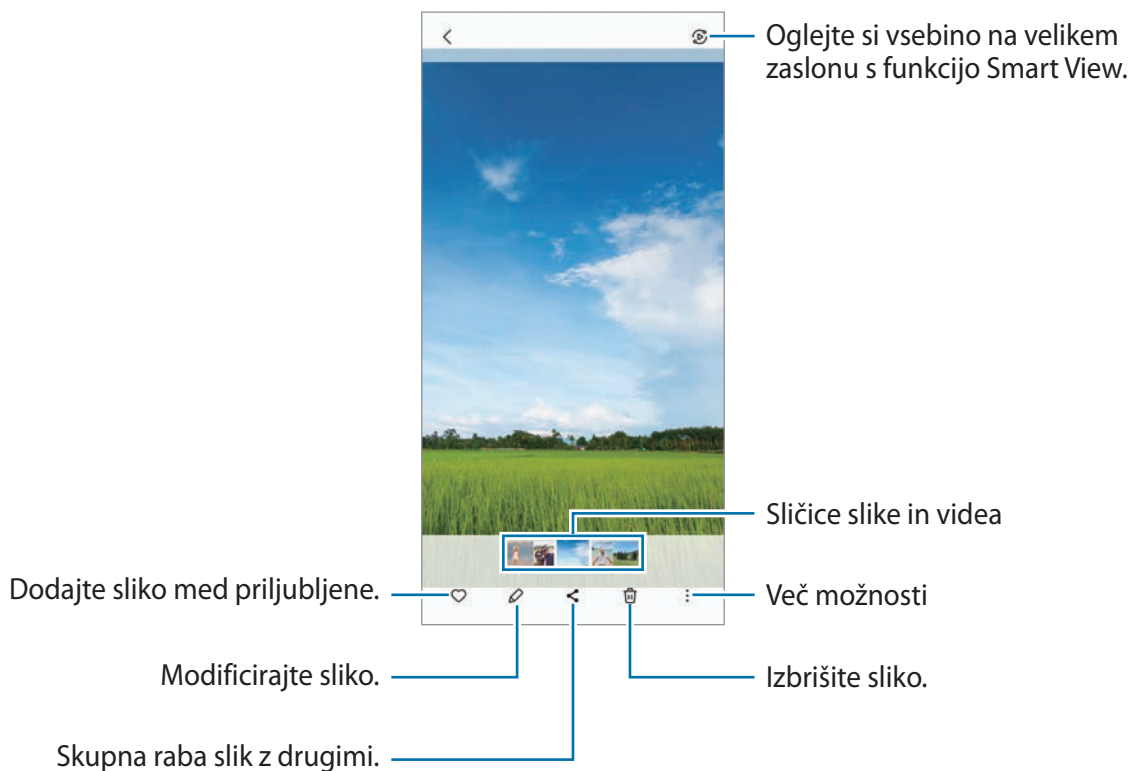 Oglejte si vsebino na velikem
zaslonu s funkcijo Smart View.
Sličice slike in videa
Dodajte sliko med priljubljene.
Več možnosti
Modificirajte sliko.
Izbrišite sliko.
Skupna raba slik z drugimi.